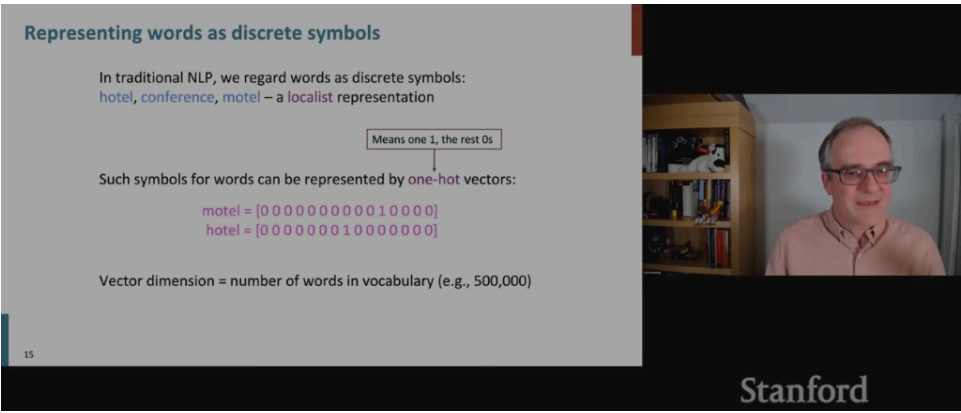 Representing words as discrete symbols
In traditional NLP, we regard words as discrete symbols:
hotel, conference, motel – a localist representation
Means one 1, the rest 0s
Such symbols for words can be represented by one-hot vectors:
motel = [0 0 0 0 0 0 0 0 0 0 1 0 0 0 0]
hotel = [0 0 0 0 0 0 0 1 0 0 0 0 0 0 0]
Vector dimension = number of words in vocabulary (e.g., 500,000)
15
Stanford